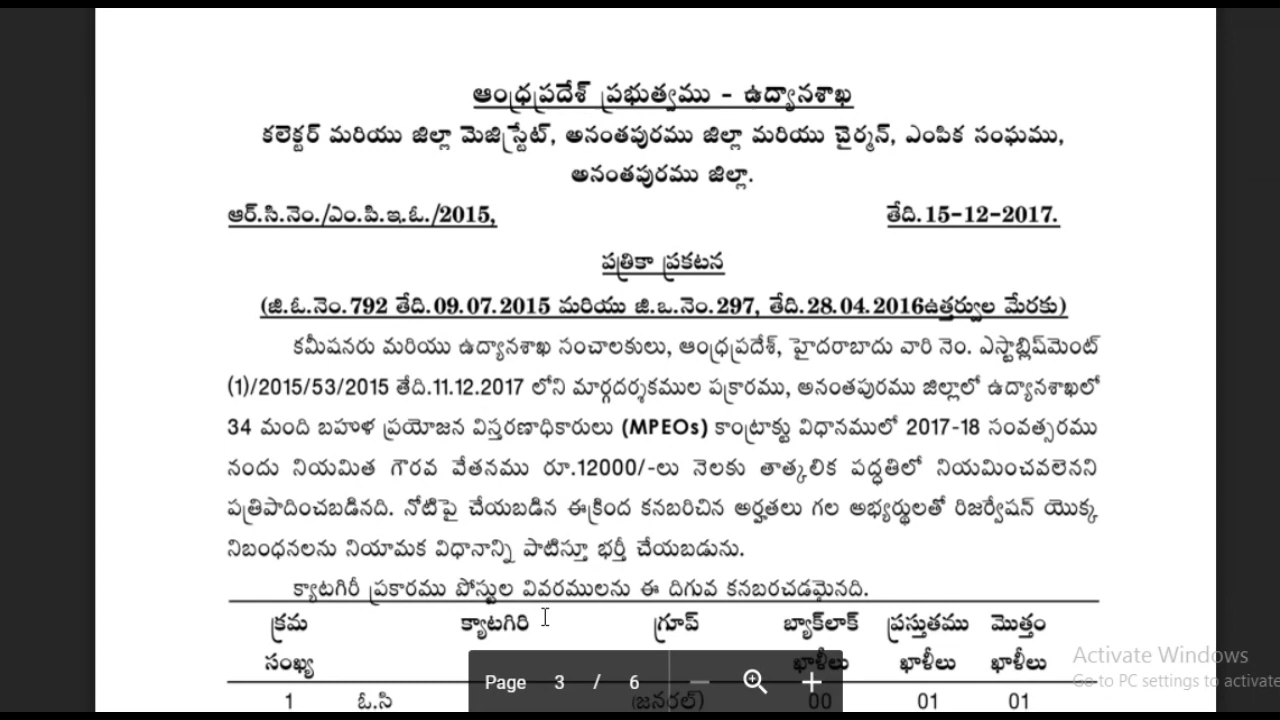 ఆంధ్రప్రదేశ్ ప్రభుత్వము - ఉద్యానశాఖ
కలెక్టర్ మరియు జిల్లా మెజిస్ట్రేట్, అనంతపురము జిల్లా మరియు చైర్మన్, ఎంపిక సంఘము,
అనంతపురము జిల్లా.
ఆర్.సి.నెం./ఎం.పి.ఇ.ఓ./2015, తేది.15-12-2017.
పత్రికా ప్రకటన
(జి.ఓ.నెం.792 తేది.09.07.2015 మరియు జి.ఒ.నెం.297, తేది.28.04.2016ఉత్తర్వుల మేరకు)
కమీషనరు మరియు ఉద్యానశాఖ సంచాలకులు, ఆంధ్రప్రదేశ్, హైదరాబాదు వారి నెం. ఎస్టాబ్లిష్‌మెంట్
(1)/2015/53/2015 తేది.11.12.2017 లోని మార్గదర్శకముల ప్రకారము, అనంతపురము జిల్లాలో ఉద్యానశాఖలో
34 మంది బహుళ ప్రయోజన విస్తరణాధికారులు (MPEOs) కాంట్రాక్టు విధానములో 2017-18 సంవత్సరము
నందు నియమిత గౌరవ వేతనము రూ.12000/-లు నెలకు తాత్కలిక పద్ధతిలో నియమించవలెనని
ప్రతిపాదించబడినది. నోటిపై చేయబడిన ఈక్రింద కనబరిచిన అర్హతలు గల అభ్యర్థులతో రిజర్వేషన్ యొక్క
నిబంధనలను నియామక విధానాన్ని పాటిస్తూ భర్తీ చేయబడును.
క్యాటగిరీ ప్రకారము పోస్టుల వివరములను ఈ దిగువ కనబరచడమైనది.
క్రమ క్యాటగిరి గ్రూప్ బ్యాక్‌లాక్ ప్రస్తుతము మొత్తం
సంఖ్య ఖాళీలు ఖాళీలు ఖాళీలు
1 ఓ.సి (జనరల్) 00 01 01
Page 3 / 6
Activate Windows
Go to PC settings to activate